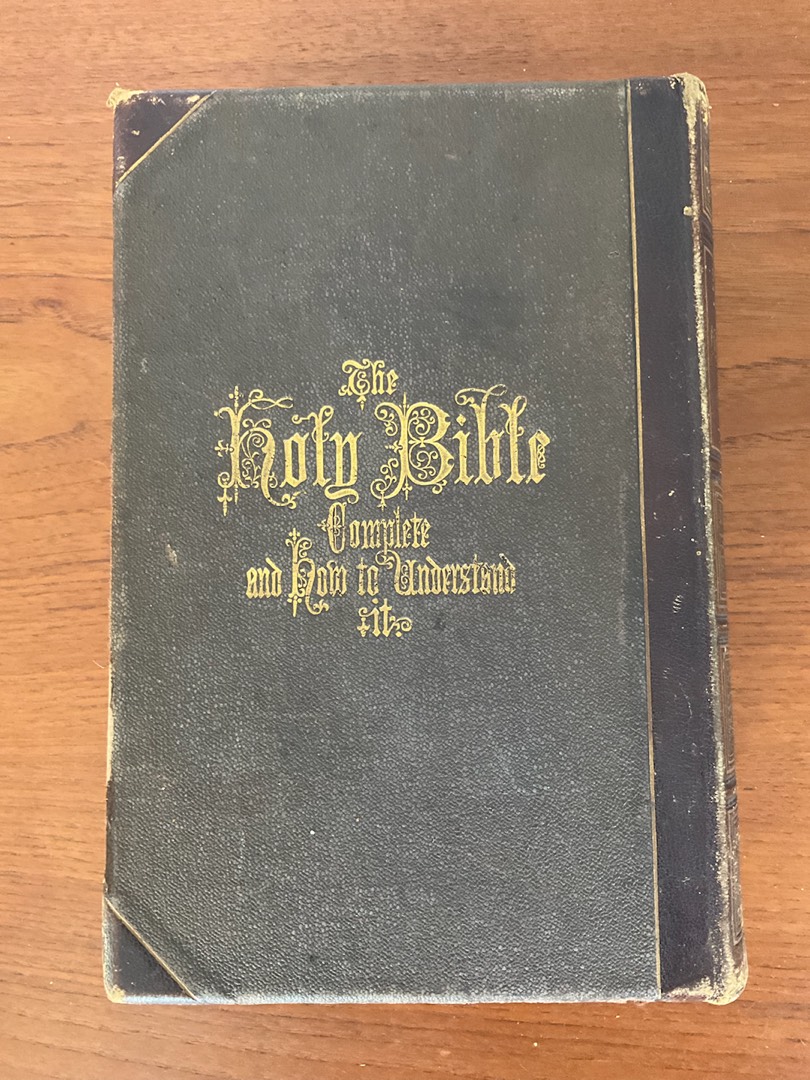 The
Holy Bible
Complete
and How to Understand
it.